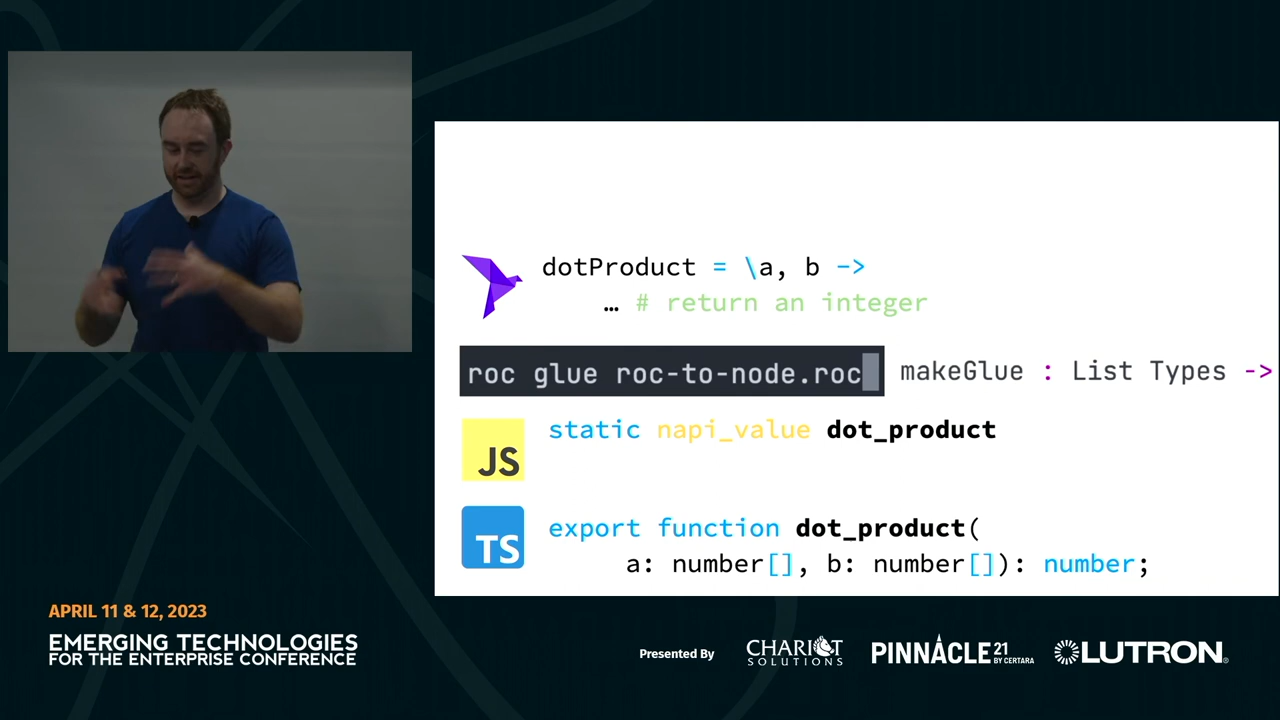 dotProduct = \a, b ->
… # return an integer
roc glue roc-to-node.roc
makeGlue : List Types ->
JS
static napi_value dot_product
TS
export function dot_product(
a: number[], b: number[]): number;
APRIL 11 & 12, 2023
EMERGING TECHNOLOGIES
FOR THE ENTERPRISE CONFERENCE
Presented By
CHARIOT
SOLUTIONS
PINNACLE 21
BY CERTARA
LUTRON®